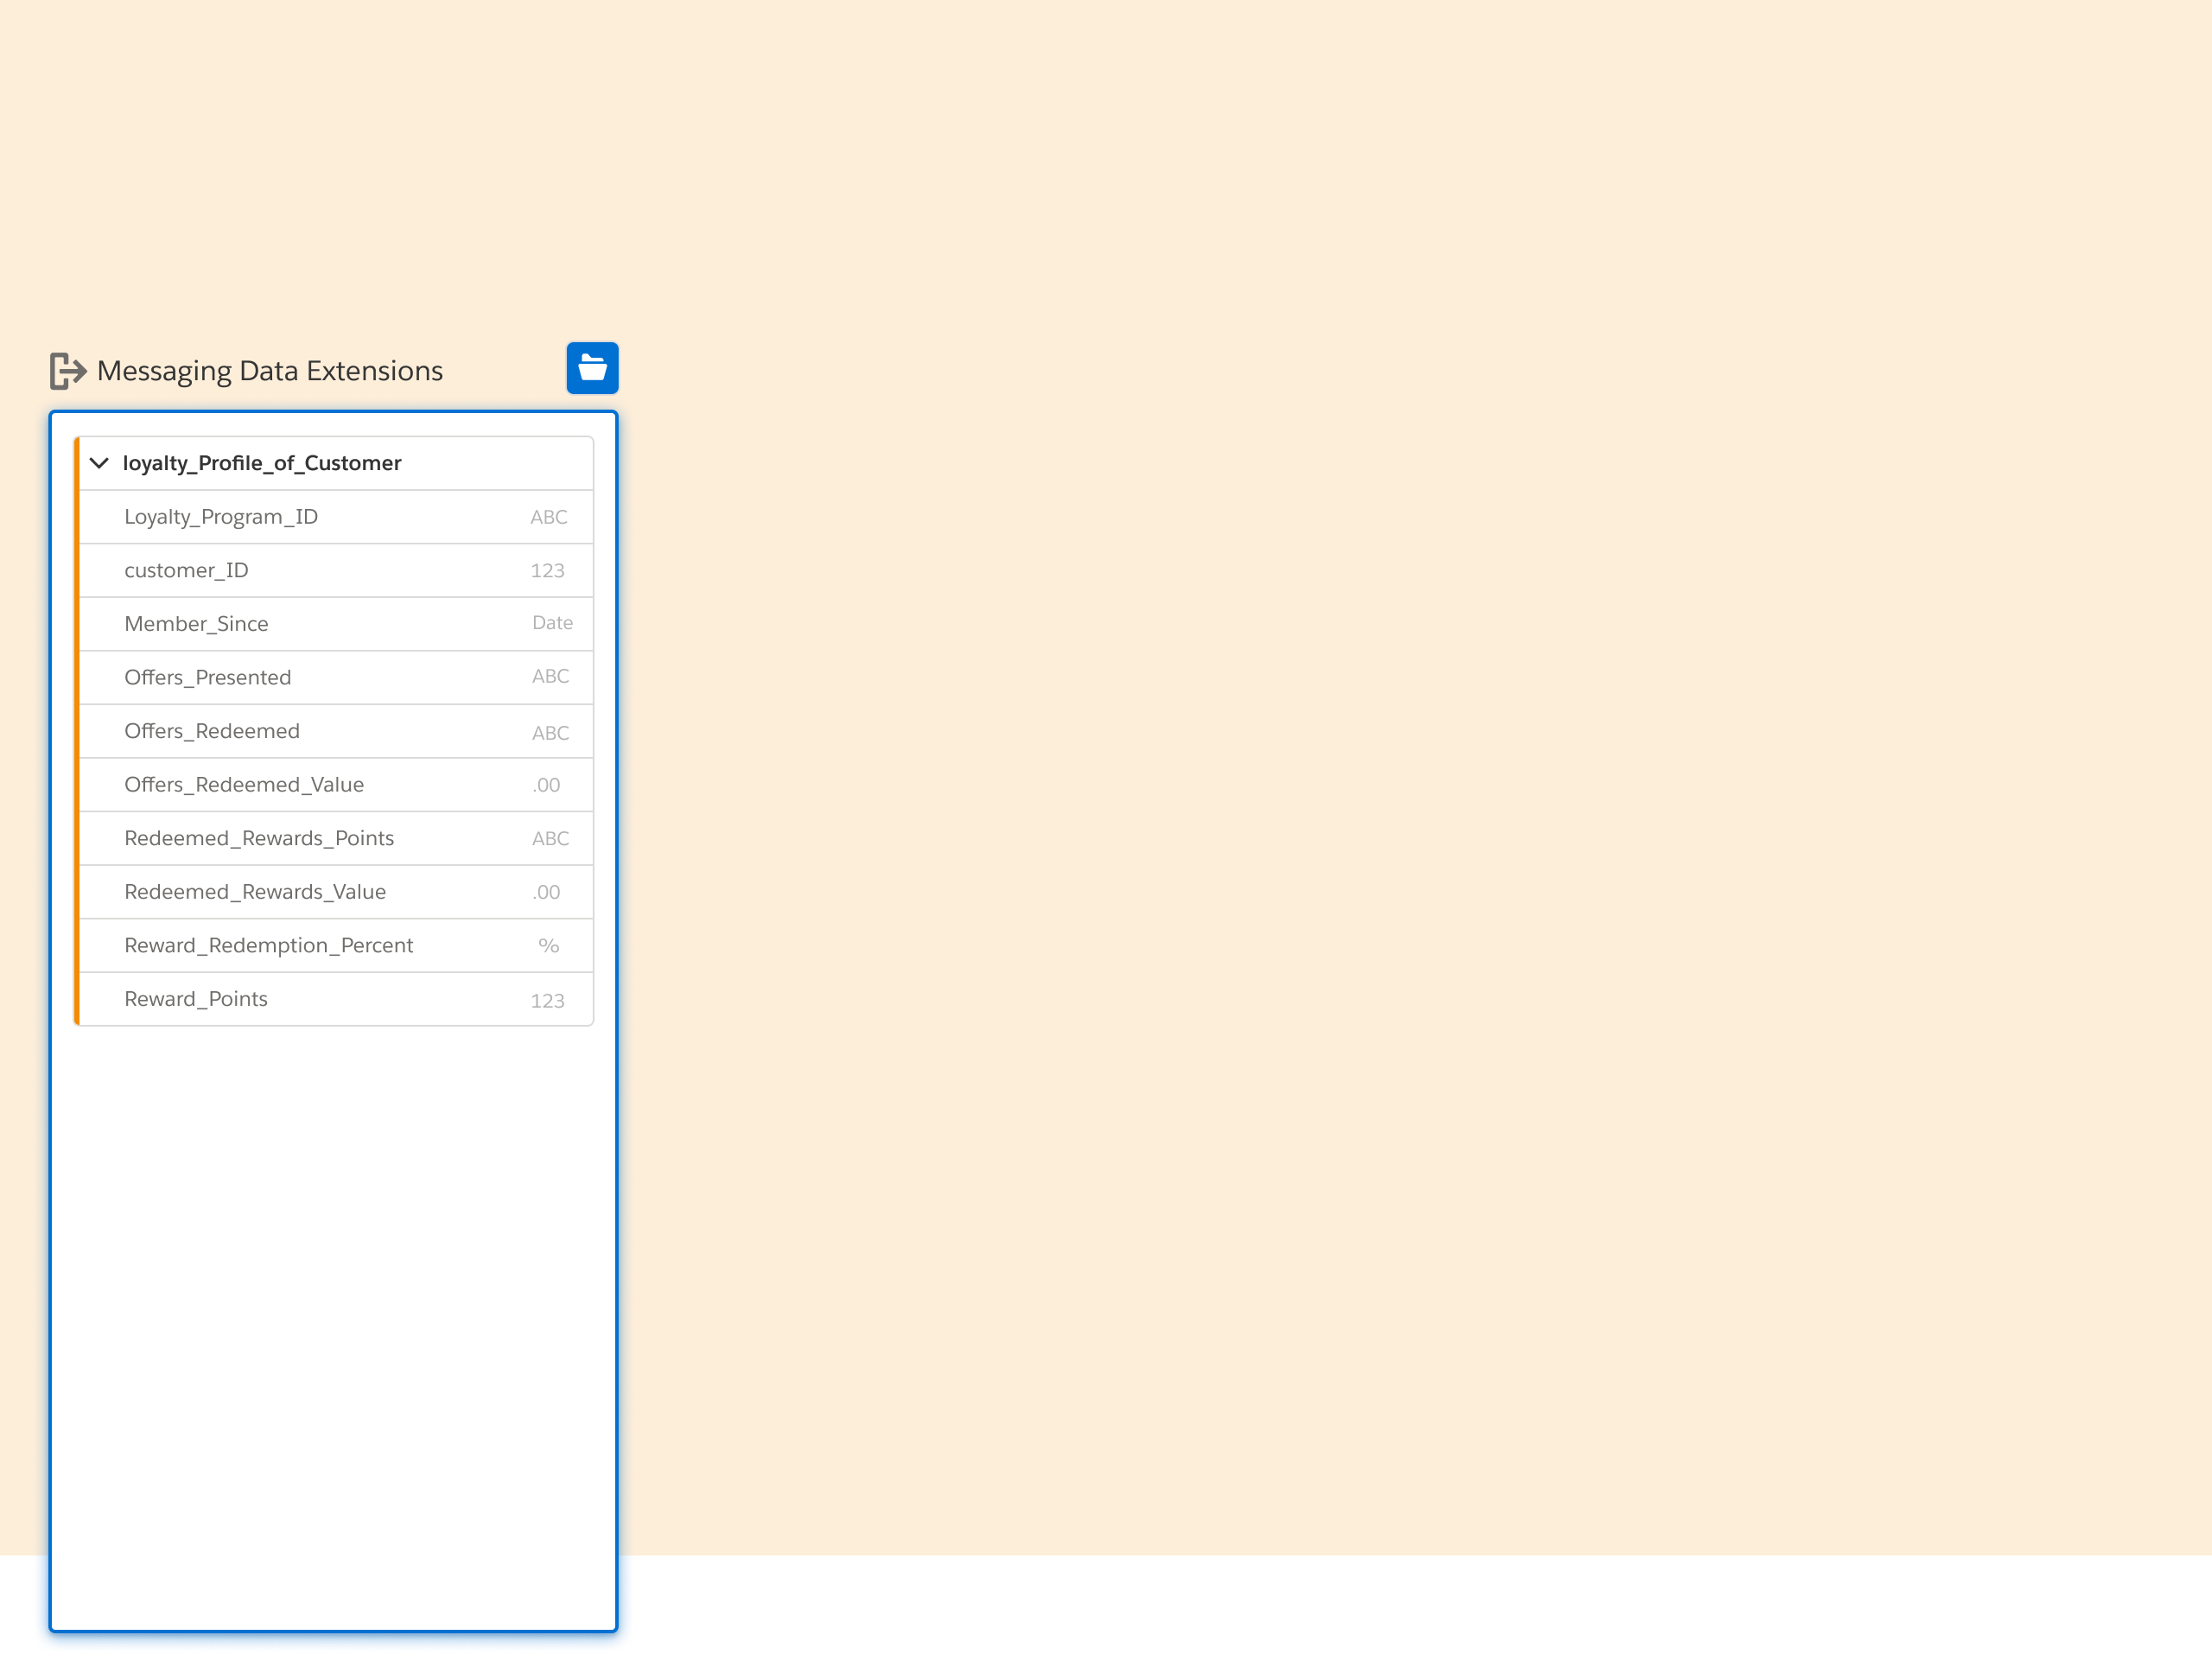 Messaging Data Extensions
loyalty_Profile_of_Customer
Loyalty_Program_ID ABC
customer_ID 123
Member_Since Date
Offers_Presented ABC
Offers_Redeemed ABC
Offers_Redeemed_Value .00
Redeemed_Rewards_Points ABC
Redeemed_Rewards_Value .00
Reward_Redemption_Percent %
Reward_Points 123